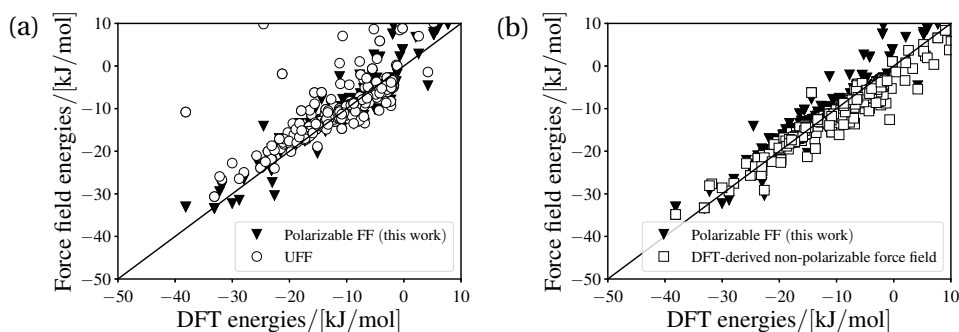 (a)
Force field energies/[kJ/mol]
10
0
−10
−20
−30
−40
−50
−50 −40 −30 −20 −10 0 10
DFT energies/[kJ/mol]
Polarizable FF (this work)
UFF
(b)
Force field energies/[kJ/mol]
10
0
−10
−20
−30
−40
−50
−50 −40 −30 −20 −10 0 10
DFT energies/[kJ/mol]
Polarizable FF (this work)
DFT-derived non-polarizable force field